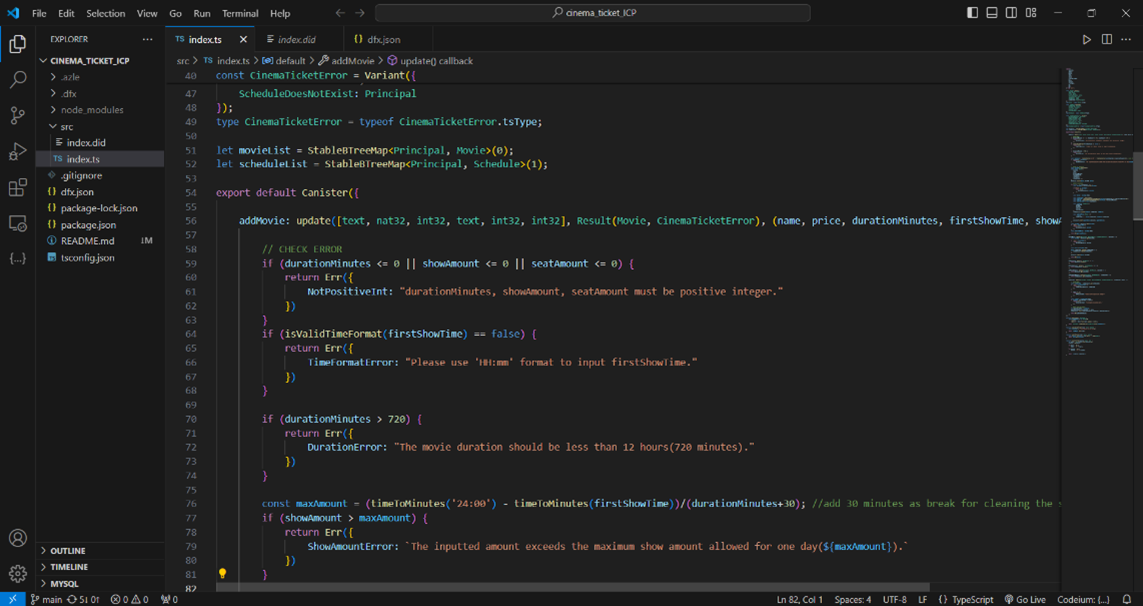 File Edit Selection View Go Run Terminal Help
cinema_ticket_ICP
EXPLORER
TS index.ts
index.did
{} dfx.json
CINEMA_TICKET_ICP
.azle
.dfx
node_modules
src
index.did
TS index.ts
.gitignore
{} dfx.json
{} package-lock.json
{} package.json
README.md 1M
tsconfig.json
OUTLINE
TIMELINE
MYSQL
src > TS index.ts > default > addMovie > update() callback
40 const CinemaTicketError = Variant({
47 ScheduleDoesNotExist: Principal
48 });
49 type CinemaTicketError = typeof CinemaTicketError.tsType;
50
51 let movieList = StableBTreeMap<Principal, Movie>(0);
52 let scheduleList = StableBTreeMap<Principal, Schedule>(1);
53
54 export default Canister({
55
56 addMovie: update([text, nat32, int32, text, int32, int32], Result(Movie, CinemaTicketError), (name, price, durationMinutes, firstShowTime, showA
57
58 // CHECK ERROR
59 if (durationMinutes <= 0 || showAmount <= 0 || seatAmount <= 0) {
60 return Err({
61 NotPositiveInt: "durationMinutes, showAmount, seatAmount must be positive integer."
62 })
63 }
64 if (isValidTimeFormat(firstShowTime) == false) {
65 return Err({
66 TimeFormatError: "Please use 'HH:mm' format to input firstShowTime."
67 })
68 }
69
70 if (durationMinutes > 720) {
71 return Err({
72 DurationError: "The movie duration should be less than 12 hours(720 minutes)."
73 })
74 }
75
76 const maxAmount = (timeToMinutes('24:00') - timeToMinutes(firstShowTime))/(durationMinutes+30); //add 30 minutes as break for cleaning the
77 if (showAmount > maxAmount) {
78 return Err({
79 ShowAmountError: `The inputted amount exceeds the maximum show amount allowed for one day(${maxAmount}).`
80 })
81 }
82
main 5↓ 0↑ 0 0 0 Ln 82, Col 1 Spaces: 4 UTF-8 LF {} TypeScript Go Live Codeium: {...}